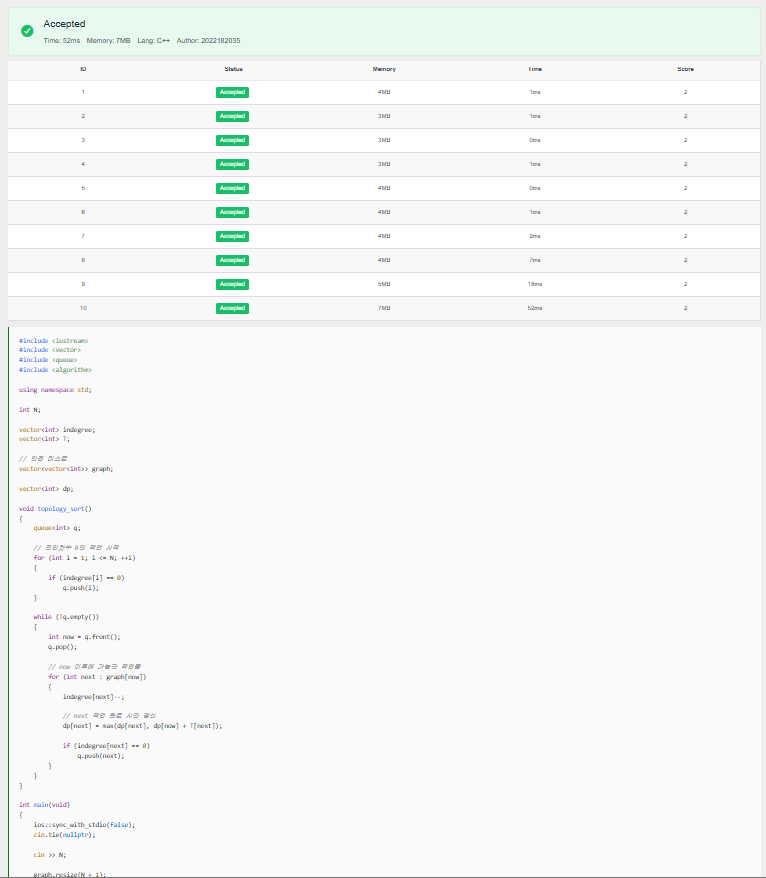 Accepted
Time: 52ms Memory: 7MB Lang: C++ Author: 2022182035
ID Status Memory Time Score
1 Accepted 4MB 1ms 2
2 Accepted 3MB 1ms 2
3 Accepted 3MB 0ms 2
4 Accepted 3MB 1ms 2
5 Accepted 4MB 0ms 2
6 Accepted 4MB 1ms 2
7 Accepted 4MB 2ms 2
8 Accepted 4MB 7ms 2
9 Accepted 5MB 18ms 2
10 Accepted 7MB 52ms 2
#include <iostream>
#include <vector>
#include <queue>
#include <algorithm>
using namespace std;
int N;
vector<int> indegree;
vector<int> T;
// 인접 리스트
vector<vector<int>> graph;
vector<int> dp;
void topology_sort()
{
queue<int> q;
// 진입차수 0인 작업 시작
for (int i = 1; i <= N; ++i)
{
if (indegree[i] == 0)
q.push(i);
}
while (!q.empty())
{
int now = q.front();
q.pop();
// now 이후에 가능한 작업들
for (int next : graph[now])
{
indegree[next]--;
// next 작업 완료 시간 갱신
dp[next] = max(dp[next], dp[now] + T[next]);
if (indegree[next] == 0)
q.push(next);
}
}
}
int main(void)
{
ios::sync_with_stdio(false);
cin.tie(nullptr);
cin >> N;
graph.resize(N + 1);